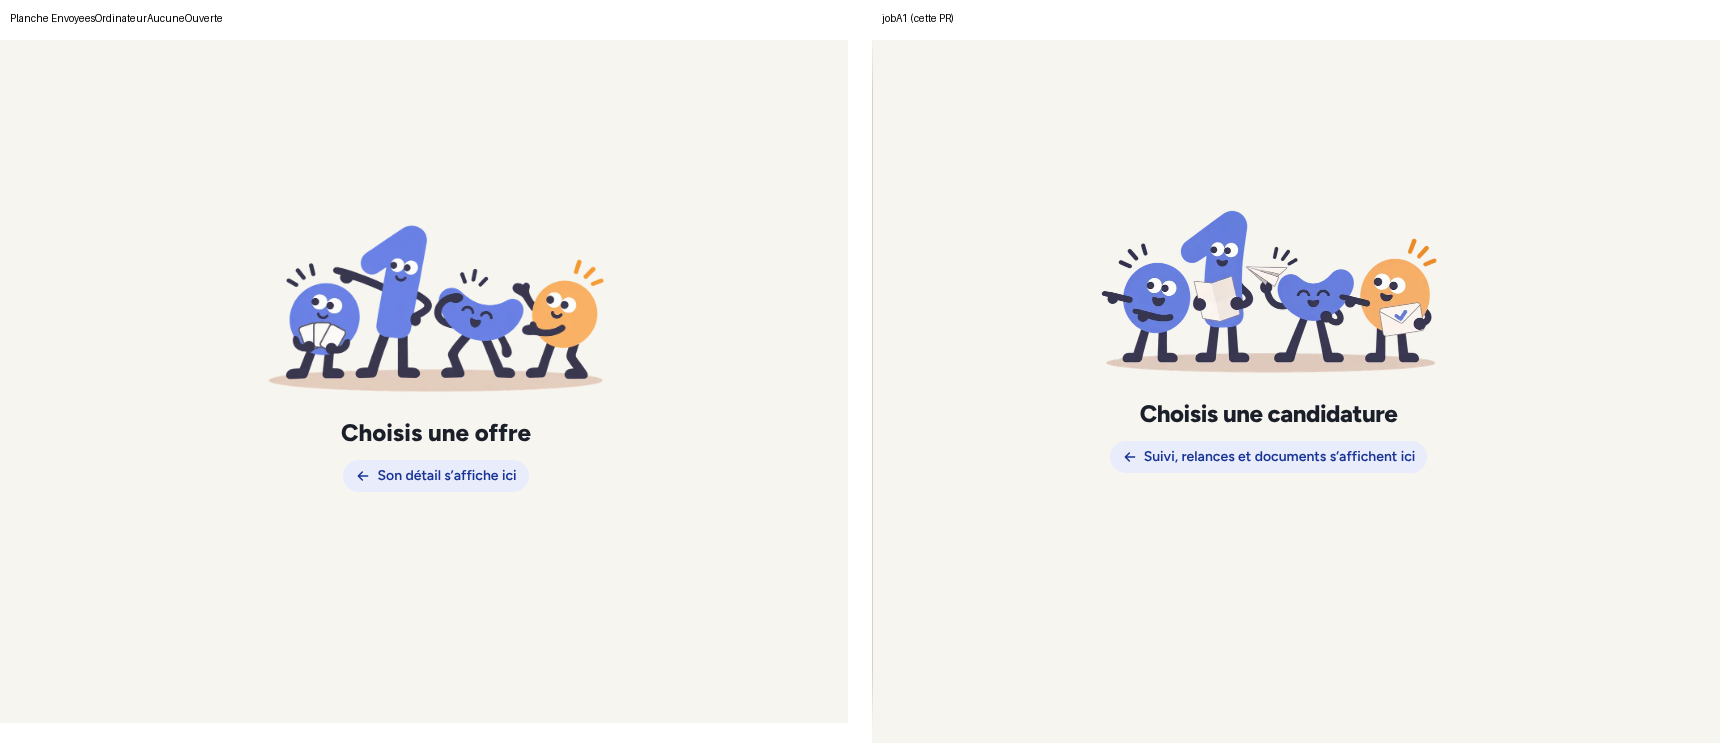 Planche EnvoyeesOrdinateurAucuneOuverte
jobA1 (cette PR)
Choisis une offre
← Son détail s’affiche ici
Choisis une candidature
← Suivi, relances et documents s’affichent ici